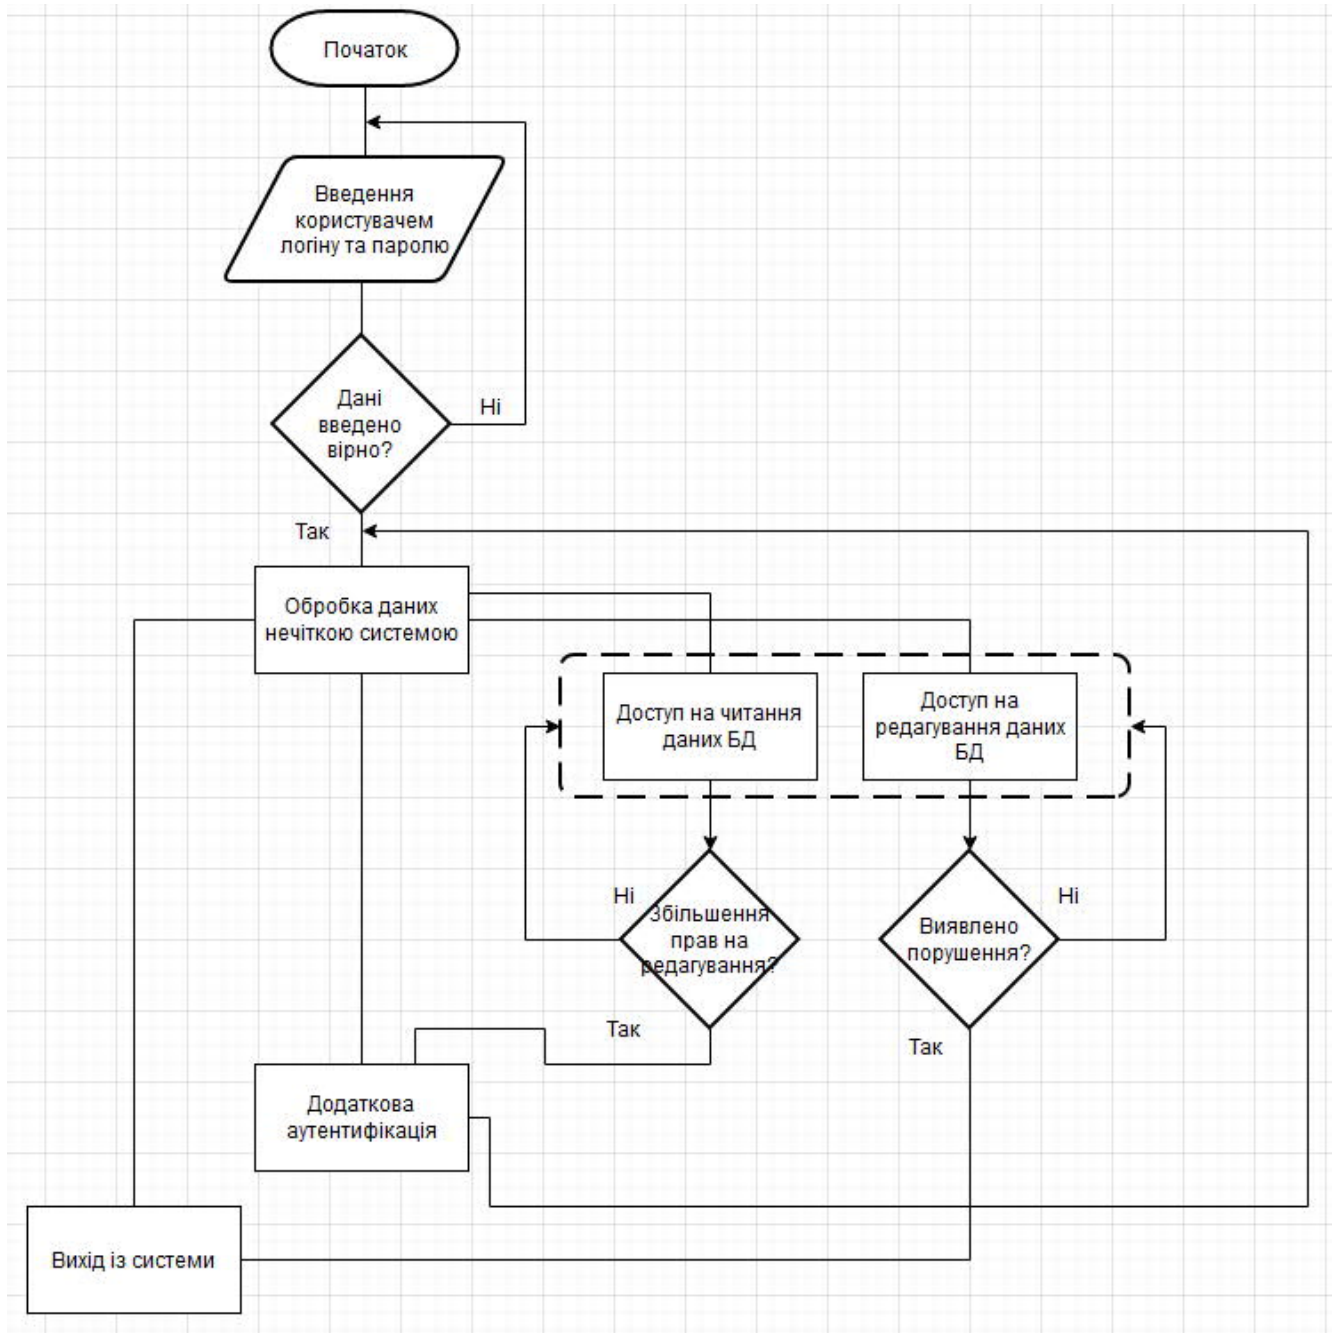 Початок
Введення
користувачем
логіну та паролю
Дані
введено
вірно?
Ні
Так
Обробка даних
нечіткою системою
Доступ на читання
даних БД
Доступ на
редагування даних
БД
Ні
Збільшення
прав на
редагування?
Виявлено
порушення?
Ні
Так
Так
Додаткова
аутентифікація
Вихід із системи